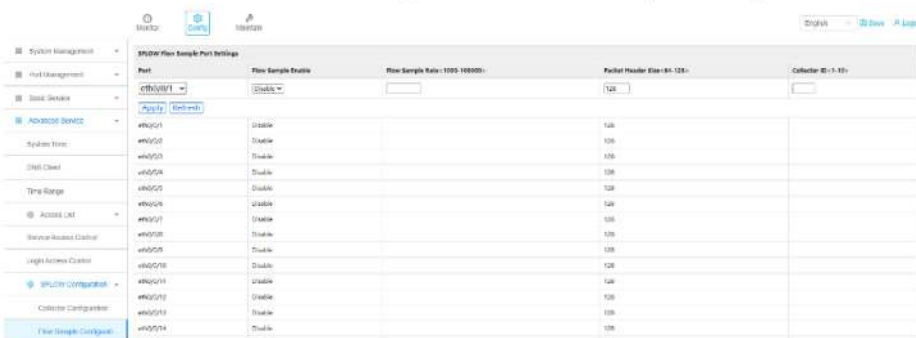 Monitor Config Maintain English Save
System Management
Port Management
Basic Service
Advanced Service
System Time
DNS Client
Time Range
Access List
Service Access Control
Login Access Control
SFLOW Configuration
Collector Configuration
Flow Sample Configurati...
SFLOW Flow Sample Port Settings
Port Flow Sample Enable Flow Sample Rate<1000-100000> Packet Header Size<64-128> Collector ID<1-10>
eth0/0/1 Disable 128
Apply Refresh
eth0/0/1 Disable 128
eth0/0/2 Disable 128
eth0/0/3 Disable 128
eth0/0/4 Disable 128
eth0/0/5 Disable 128
eth0/0/6 Disable 128
eth0/0/7 Disable 128
eth0/0/8 Disable 128
eth0/0/9 Disable 128
eth0/0/10 Disable 128
eth0/0/11 Disable 128
eth0/0/12 Disable 128
eth0/0/13 Disable 128
eth0/0/14 Disable 128